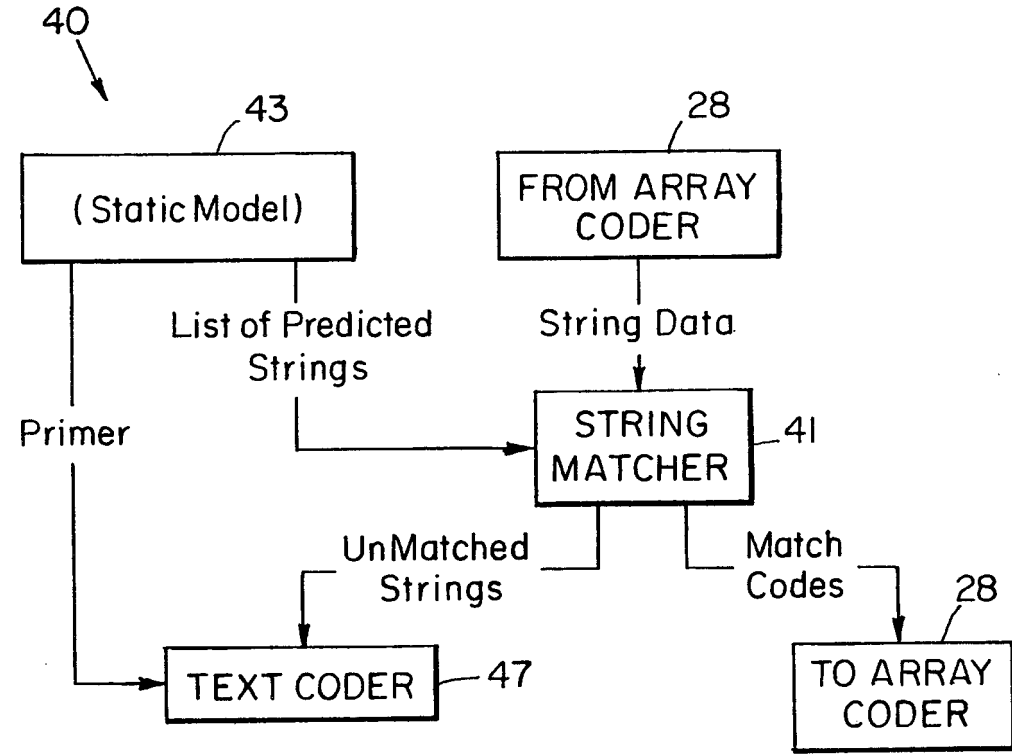 40
43
28
(Static Model)
FROM ARRAY
CODER
List of Predicted
Strings
String Data
Primer
STRING
MATCHER
41
UnMatched
Strings
Match
Codes
28
TEXT CODER
47
TO ARRAY
CODER